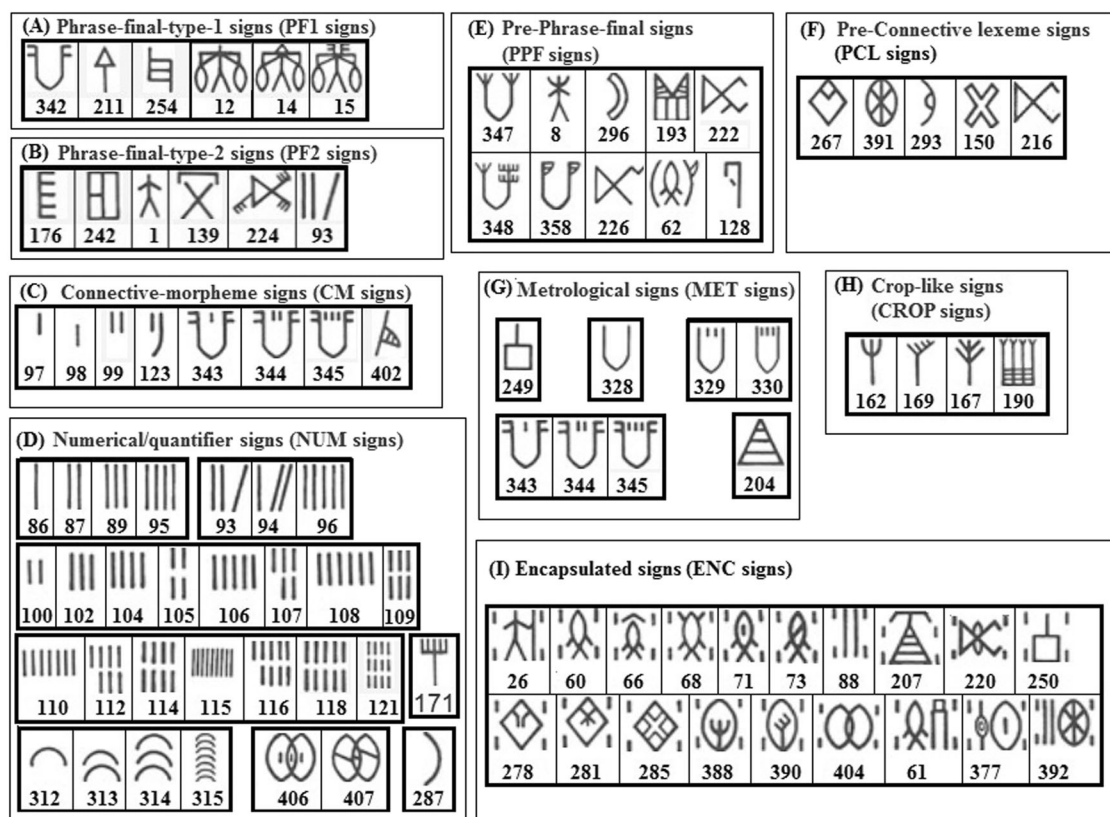 (A) Phrase-final-type-1 signs (PF1 signs)
342 211 254 12 14 15
(B) Phrase-final-type-2 signs (PF2 signs)
176 242 1 139 224 93
(C) Connective-morpheme signs (CM signs)
97 98 99 123 343 344 345 402
(D) Numerical/quantifier signs (NUM signs)
86 87 89 95 93 94 96
100 102 104 105 106 107 108 109
110 112 114 115 116 118 121 171
312 313 314 315 406 407 287
(E) Pre-Phrase-final signs
(PPF signs)
347 8 296 193 222
348 358 226 62 128
(F) Pre-Connective lexeme signs
(PCL signs)
267 391 293 150 216
(G) Metrological signs (MET signs)
249 328 329 330
343 344 345 204
(H) Crop-like signs
(CROP signs)
162 169 167 190
(I) Encapsulated signs (ENC signs)
26 60 66 68 71 73 88 207 220 250
278 281 285 388 390 404 61 377 392